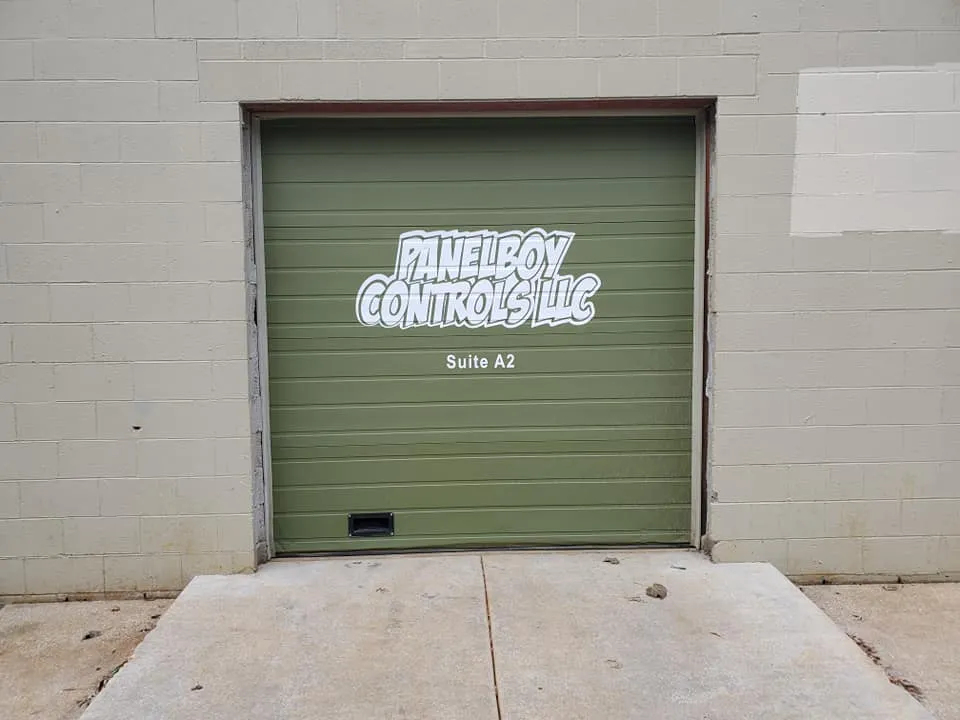 PANELBOY
CONTROLS LLC
Suite A2